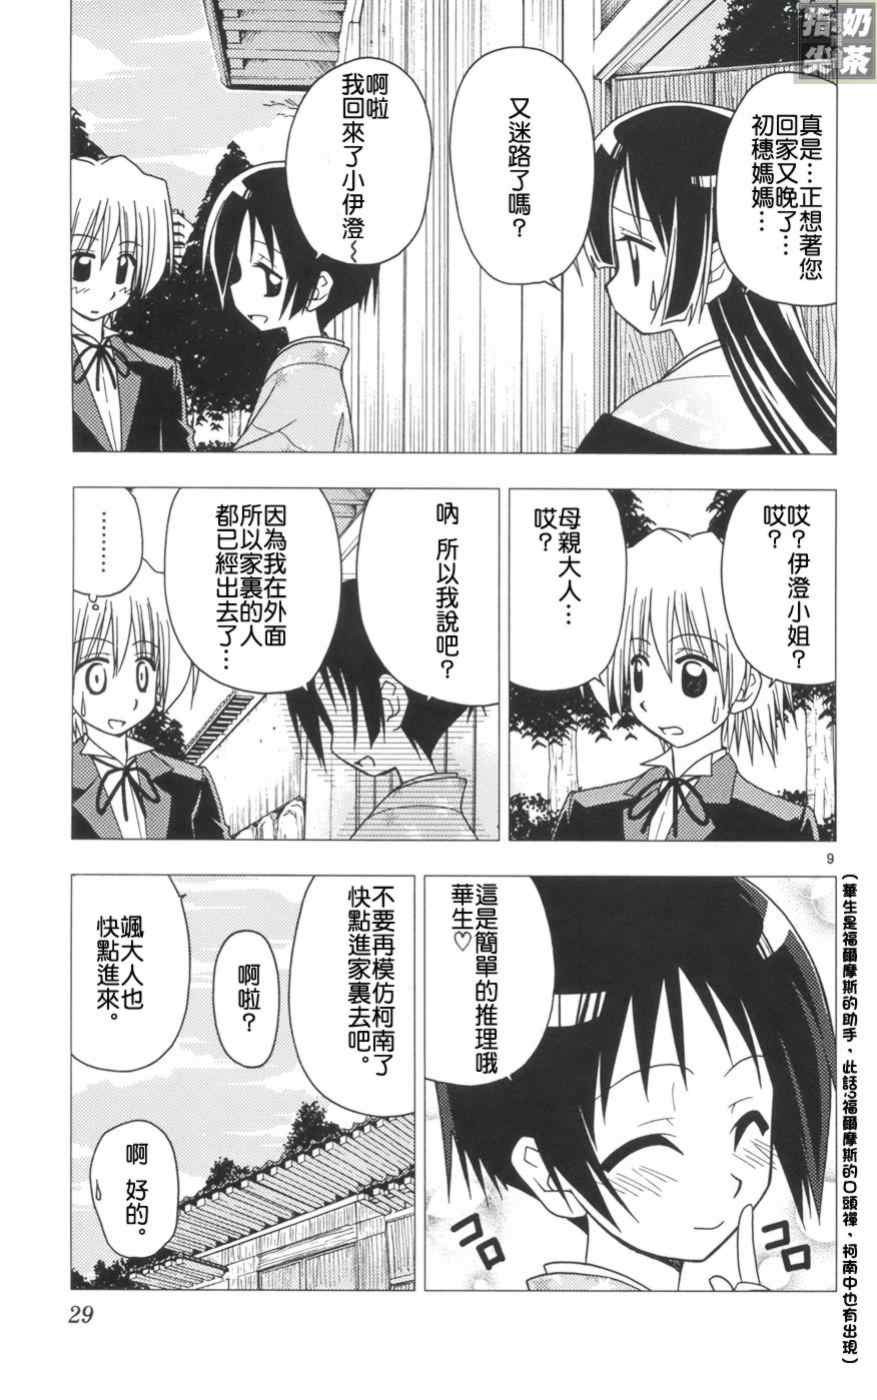 指奶
尖茶
真是…正想著您
回家又晚了…
初穗媽媽…
又迷路了嗎？
啊啦
我回來了小伊澄～
哎？伊澄小姐？
哎？
母親大人…
哎？
吶 所以我說吧？
因為我在外面
所以家裏的人
都已經出去了…
………
9
這是簡單的推理哦
華生♡
コロ
コロ
不要再模仿柯南了
快點進家裏去吧。
啊啦？
颯大人也
快點進來。
啊 好的。
(華生是福爾摩斯的助手，此話?福爾摩斯的口頭禪，柯南中也有出現)
29